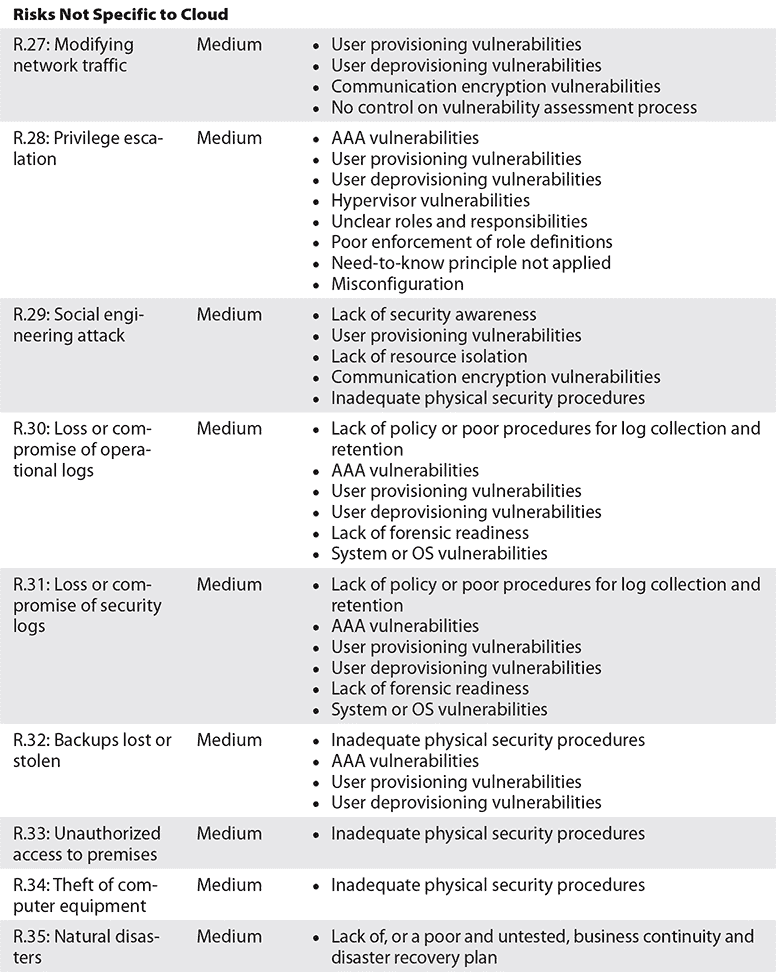 Risks Not Specific to Cloud
R.27: Modifying network traffic
Medium
• User provisioning vulnerabilities
• User deprovisioning vulnerabilities
• Communication encryption vulnerabilities
• No control on vulnerability assessment process
R.28: Privilege esca-
lation
Medium
• AAA vulnerabilities
• User provisioning vulnerabilities
• User deprovisioning vulnerabilities
• Hypervisor vulnerabilities
• Unclear roles and responsibilities
• Poor enforcement of role definitions
• Need-to-know principle not applied
• Misconfiguration
R.29: Social engi-
neering attack
Medium
• Lack of security awareness
• User provisioning vulnerabilities
• Lack of resource isolation
• Communication encryption vulnerabilities
• Inadequate physical security procedures
R.30: Loss or com-
promise of opera-
tional logs
Medium
• Lack of policy or poor procedures for log collection and
retention
• AAA vulnerabilities
• User provisioning vulnerabilities
• User deprovisioning vulnerabilities
• Lack of forensic readiness
• System or OS vulnerabilities
R.31: Loss or com-
promise of security
logs
Medium
• Lack of policy or poor procedures for log collection and
retention
• AAA vulnerabilities
• User provisioning vulnerabilities
• User deprovisioning vulnerabilities
• Lack of forensic readiness
• System or OS vulnerabilities
R.32: Backups lost or
stolen
Medium
• Inadequate physical security procedures
• AAA vulnerabilities
• User provisioning vulnerabilities
• User deprovisioning vulnerabilities
R.33: Unauthorized
access to premises
Medium
• Inadequate physical security procedures
R.34: Theft of com-
puter equipment
Medium
• Inadequate physical security procedures
R.35: Natural disas-
ters
Medium
• Lack of, or a poor and untested, business continuity and
disaster recovery plan